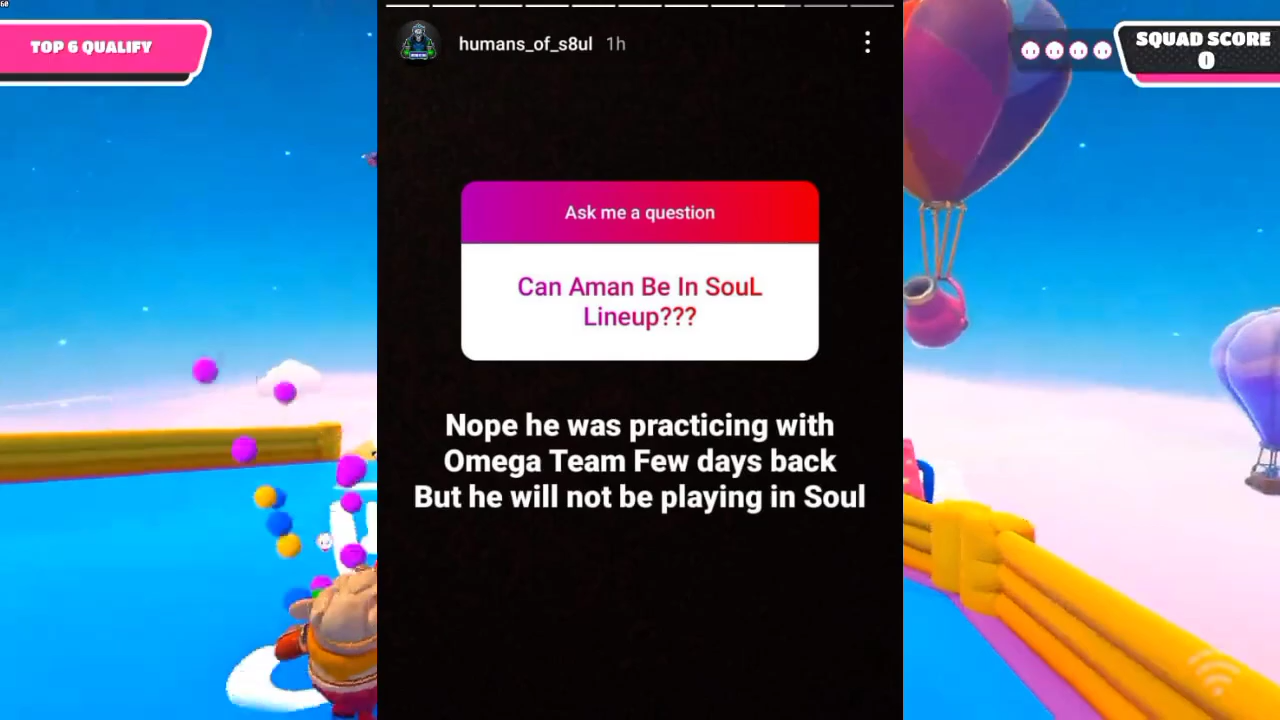 60
TOP 6 QUALIFY
humans_of_s8ul 1h
SQUAD SCORE
0
Ask me a question
Can Aman Be In SouL
Lineup???
Nope he was practicing with
Omega Team Few days back
But he will not be playing in Soul